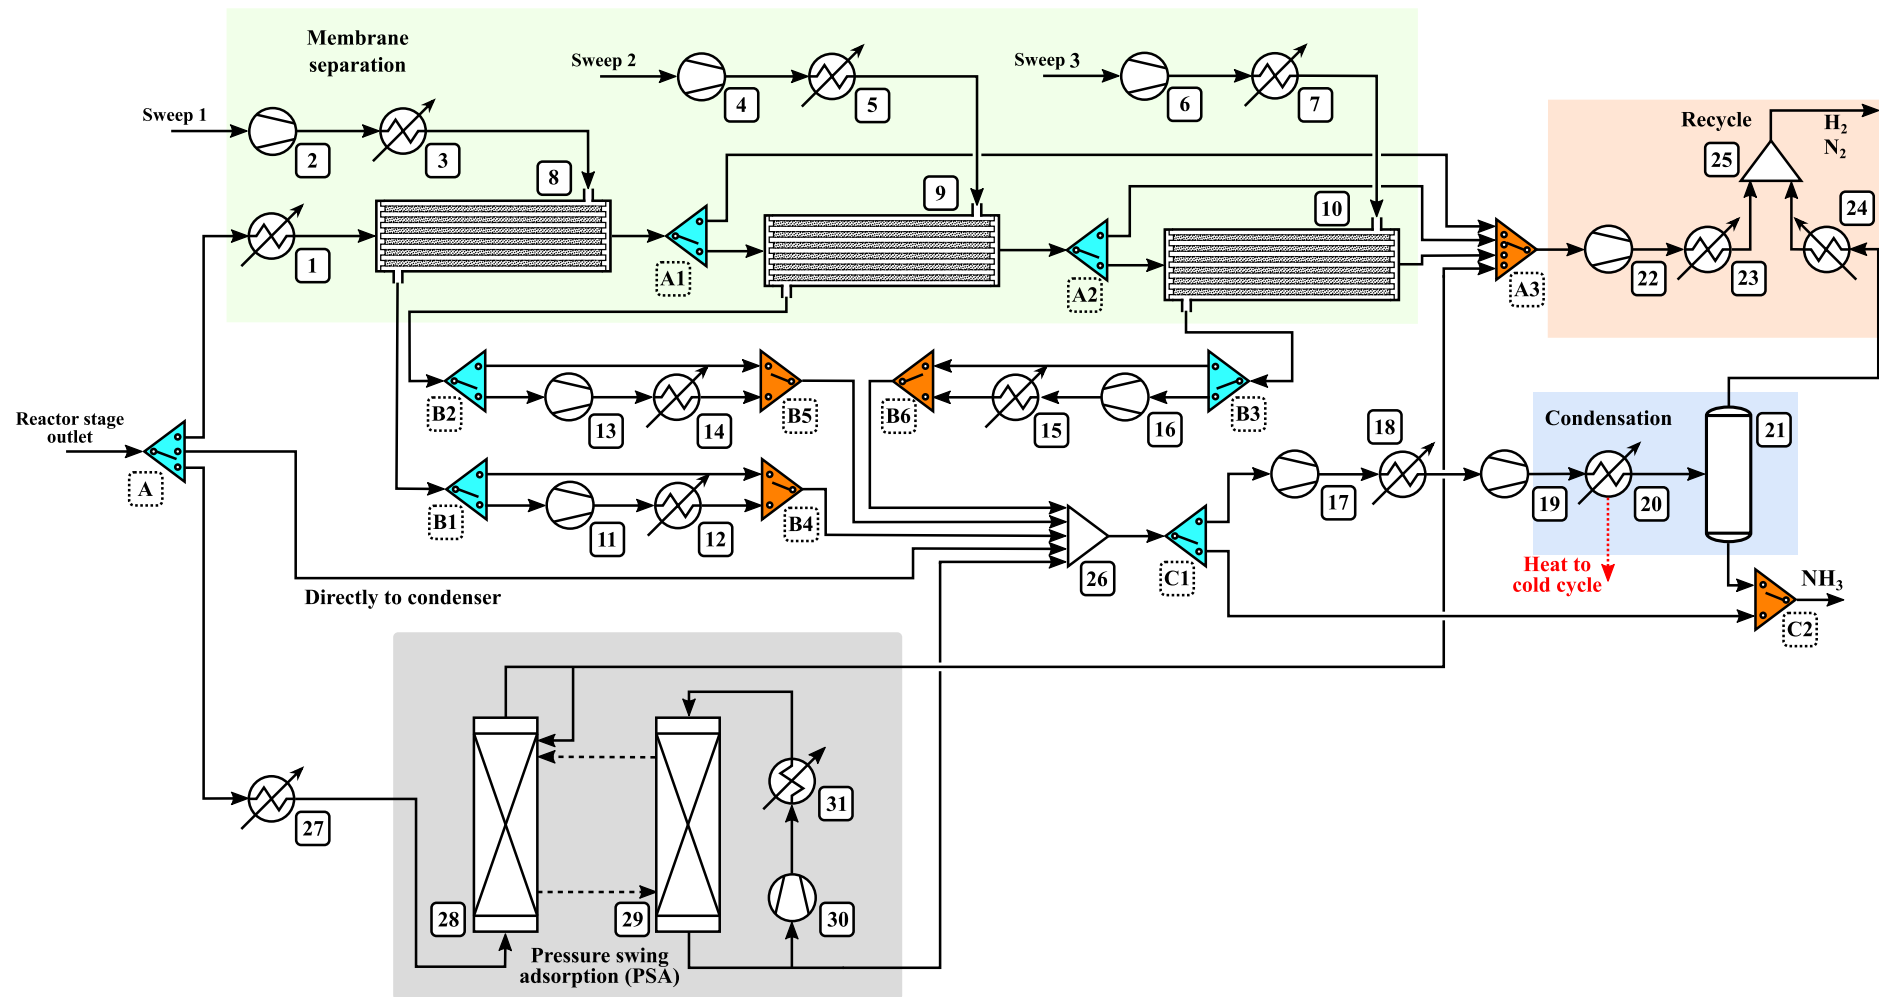 Membrane
separation
Sweep 1
Sweep 2
Sweep 3
2
3
4
5
6
7
8
9
10
1
A1
A2
A3
Recycle
H2
N2
25
24
22
23
Reactor stage
outlet
A
B2
13
14
B5
B6
15
16
B3
B1
11
12
B4
18
17
Condensation
21
19
20
Heat to
cold cycle
NH3
C2
26
C1
Directly to condenser
27
28
29
30
31
Pressure swing
adsorption (PSA)